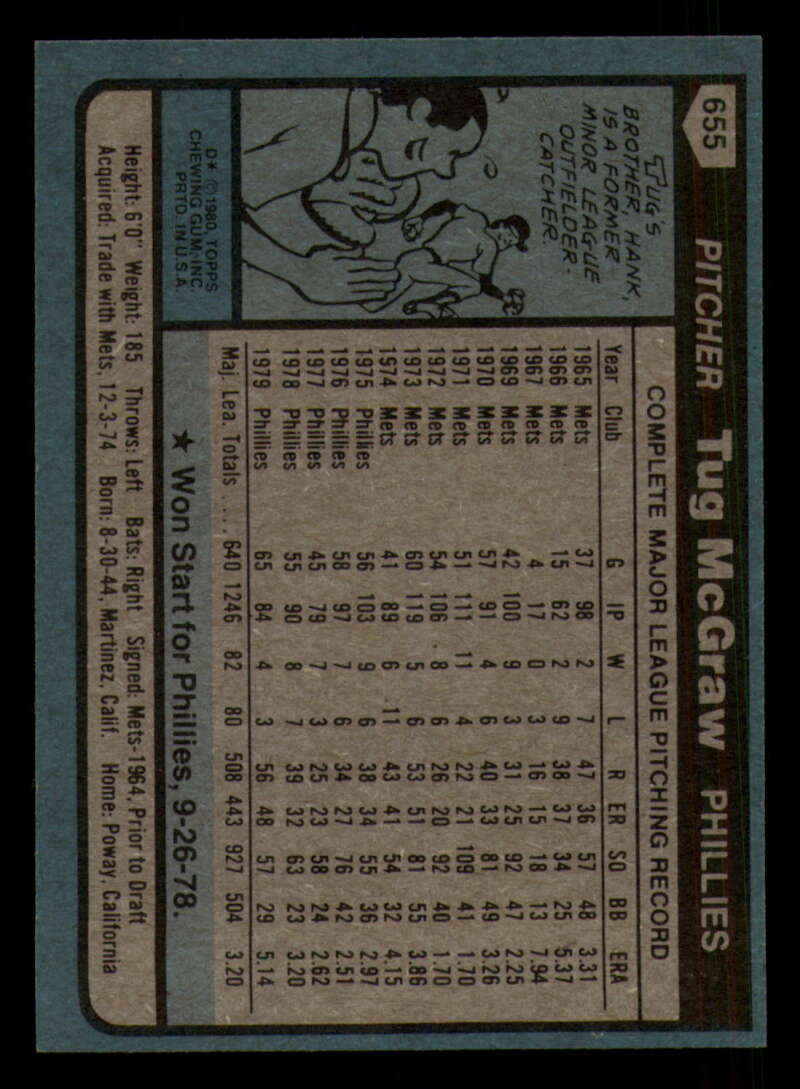 655 PITCHER Tug McGraw PHILLIES
TUG'S
BROTHER, HANK,
IS A FORMER
MINOR LEAGUE
OUTFIELDER-
CATCHER.
D* © 1980, TOPPS
CHEWING GUM, INC.
PRTD. IN U.S.A.
COMPLETE MAJOR LEAGUE PITCHING RECORD
Year Club G IP W L R ER SO BB ERA
1965 Mets 37 98 2 7 47 36 57 48 3.31
1966 Mets 15 62 2 9 38 37 34 25 5.37
1967 Mets 4 17 0 3 16 15 18 13 7.94
1969 Mets 42 100 9 3 31 25 92 47 2.25
1970 Mets 57 91 4 6 40 33 81 49 3.26
1971 Mets 51 111 11 4 22 21 109 41 1.70
1972 Mets 54 106 8 6 26 20 92 40 1.70
1973 Mets 60 119 5 6 53 51 81 55 3.86
1974 Mets 41 89 6 11 43 41 54 32 4.15
1975 Phillies 56 103 9 6 38 34 55 36 2.97
1976 Phillies 58 97 7 6 34 27 76 42 2.51
1977 Phillies 45 79 7 3 25 23 58 24 2.62
1978 Phillies 55 90 8 7 39 32 63 23 3.20
1979 Phillies 65 84 4 3 56 48 57 29 5.14
Maj. Lea. Totals .... 640 1246 82 80 508 443 927 504 3.20
★ Won Start for Phillies, 9-26-78.
Height: 6'0" Weight: 185 Throws: Left Bats: Right Signed: Mets-1964, Prior to Draft
Acquired: Trade with Mets, 12-3-74 Born: 8-30-44, Martinez, Calif. Home: Poway, California